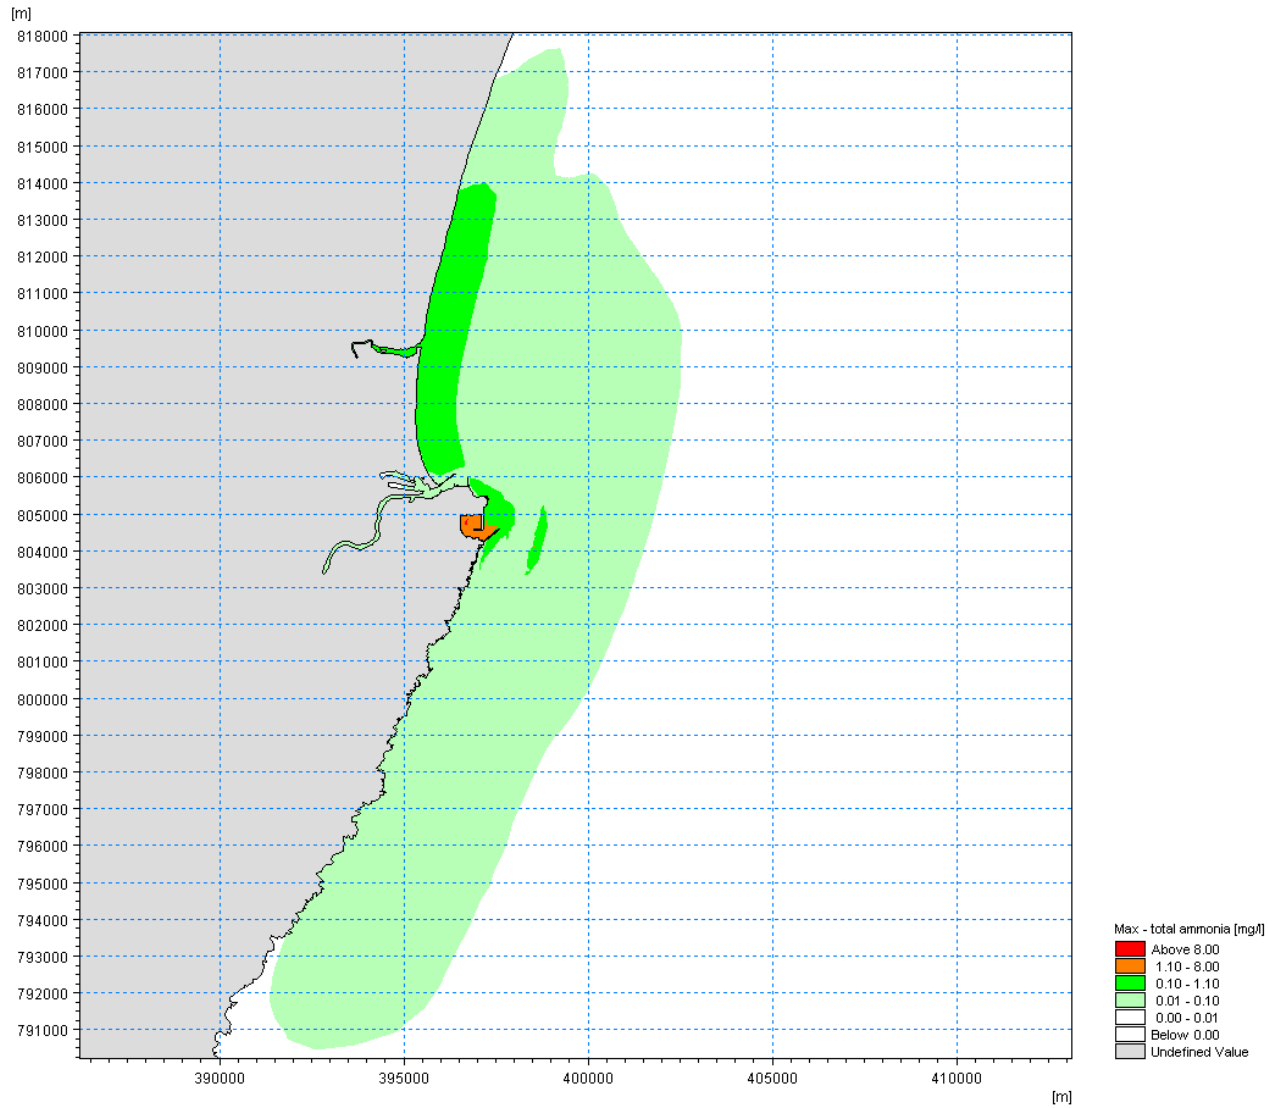 [m]
818000
817000
816000
815000
814000
813000
812000
811000
810000
809000
808000
807000
806000
805000
804000
803000
802000
801000
800000
799000
798000
797000
796000
795000
794000
793000
792000
791000
390000 395000 400000 405000 410000
[m]
Max - total ammonia [mg/l]
Above 8.00
1.10 - 8.00
0.10 - 1.10
0.01 - 0.10
0.00 - 0.01
Below 0.00
Undefined Value